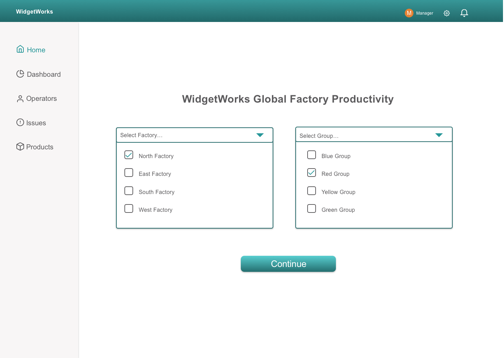 WidgetWorks
M Manager
Home
Dashboard
Operators
Issues
Products
WidgetWorks Global Factory Productivity
Select Factory...
North Factory
East Factory
South Factory
West Factory
Select Group...
Blue Group
Red Group
Yellow Group
Green Group
Continue